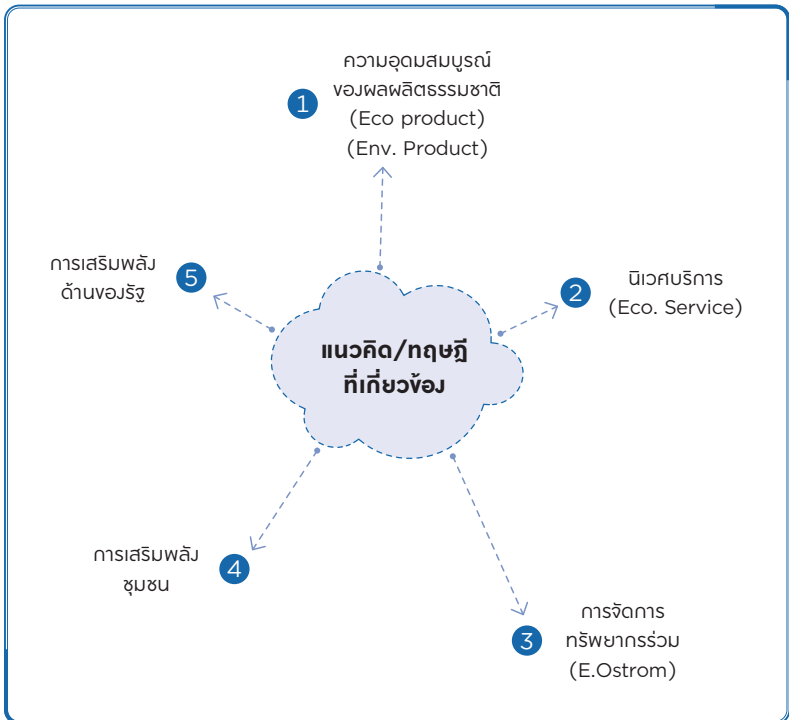 ความอุดมสมบูรณ์
ของผลผลิตธรรมชาติ
1
(Eco product)
(Env. Product)
การเสริมพลัง
ด้านของรัฐ
5
2
นิเวศบริการ
(Eco. Service)
แนวคิด/ทฤษฎี
ที่เกี่ยวข้อง
การเสริมพลัง
ชุมชน
4
3
การจัดการ
ทรัพยากรร่วม
(E.Ostrom)